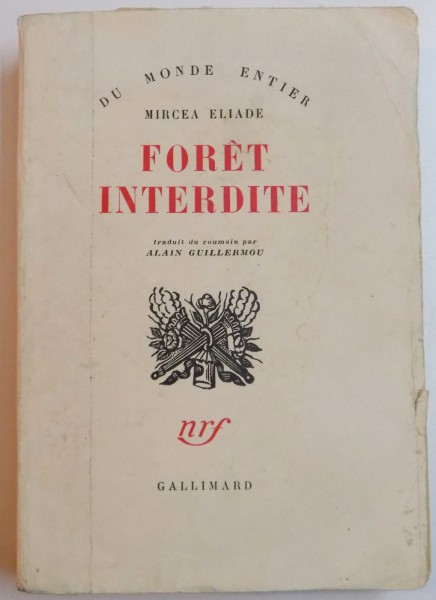 DU MONDE ENTIER
MIRCEA ELIADE
FORÊT
INTERDITE
traduit du roumain par
ALAIN GUILLERMOU
nrf
GALLIMARD